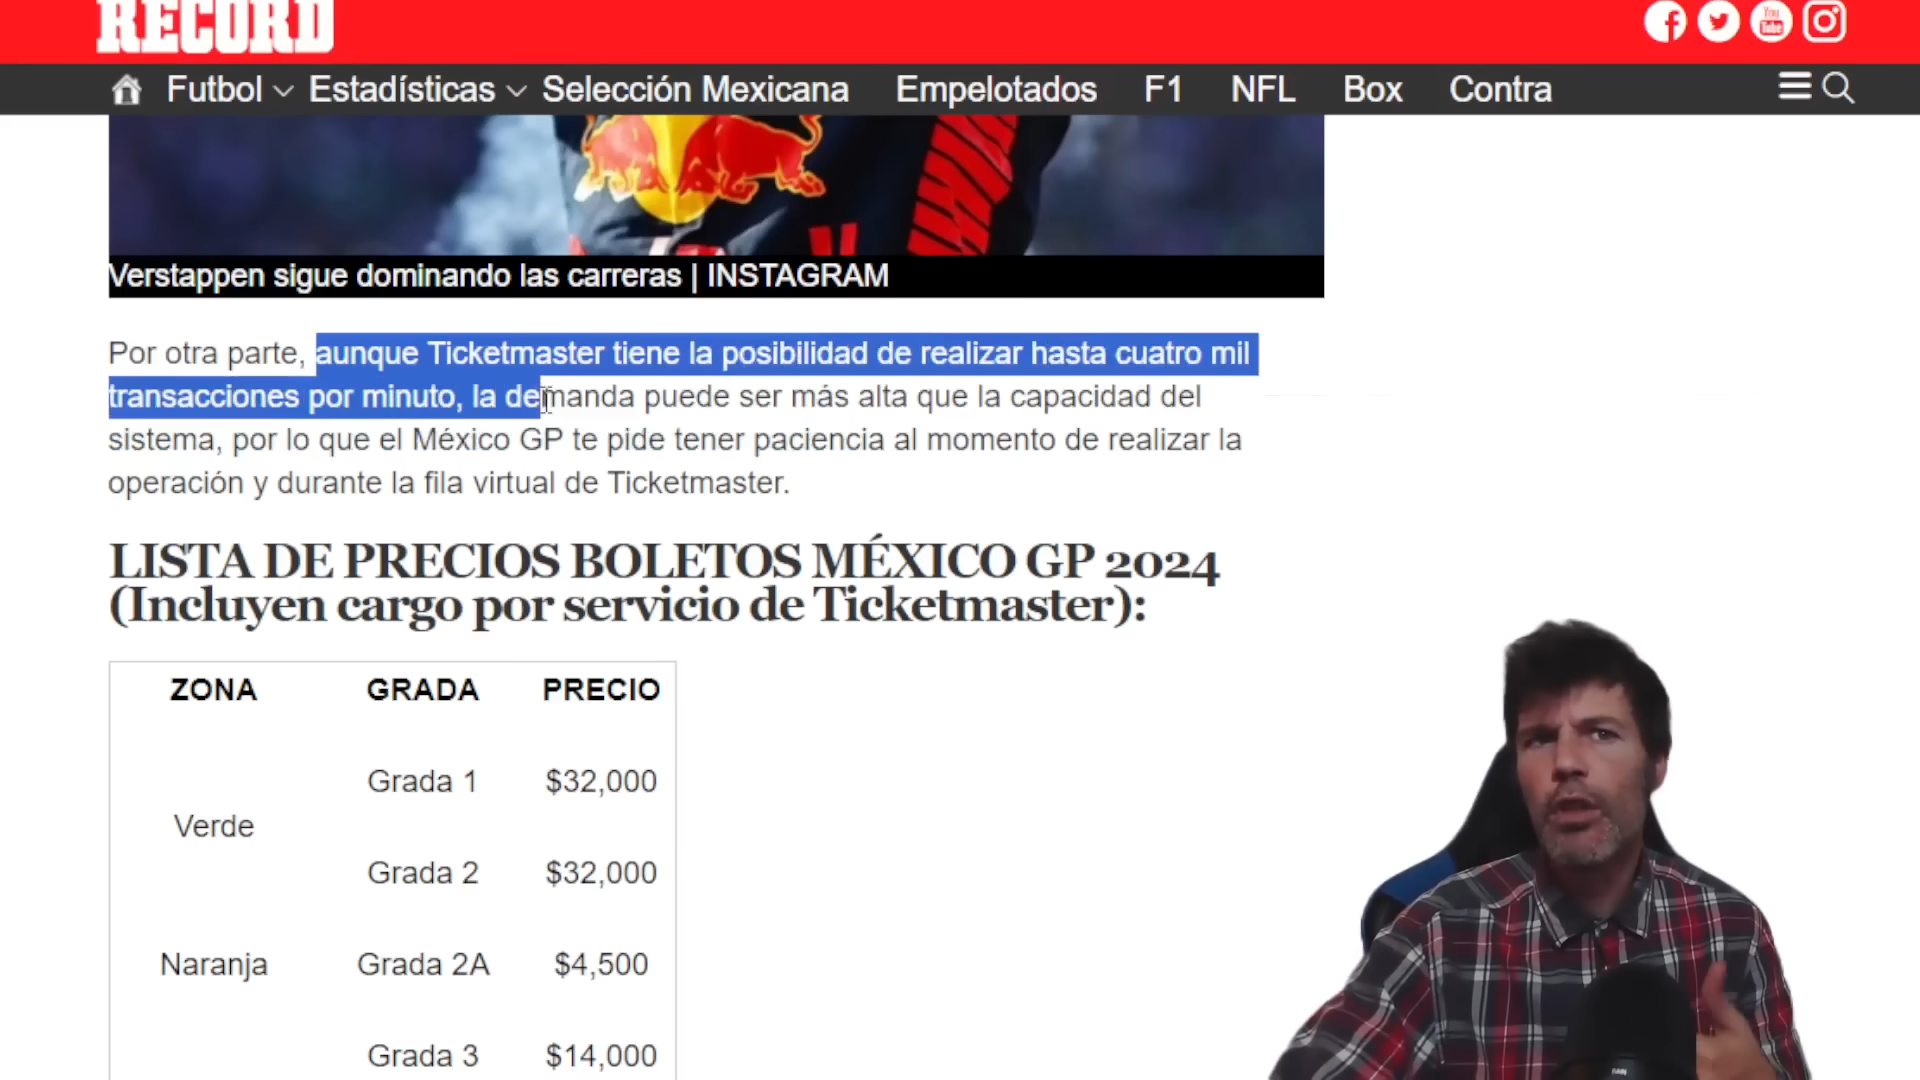 RECORD
You
Tube
Futbol Estadísticas Selección Mexicana Empelotados F1 NFL Box Contra
Verstappen sigue dominando las carreras | INSTAGRAM
Por otra parte, aunque Ticketmaster tiene la posibilidad de realizar hasta cuatro mil
transacciones por minuto, la demanda puede ser más alta que la capacidad del
sistema, por lo que el México GP te pide tener paciencia al momento de realizar la
operación y durante la fila virtual de Ticketmaster.
LISTA DE PRECIOS BOLETOS MÉXICO GP 2024
(Incluyen cargo por servicio de Ticketmaster):
ZONA GRADA PRECIO
Grada 1 $32,000
Verde
Grada 2 $32,000
Naranja Grada 2A $4,500
Grada 3 $14,000